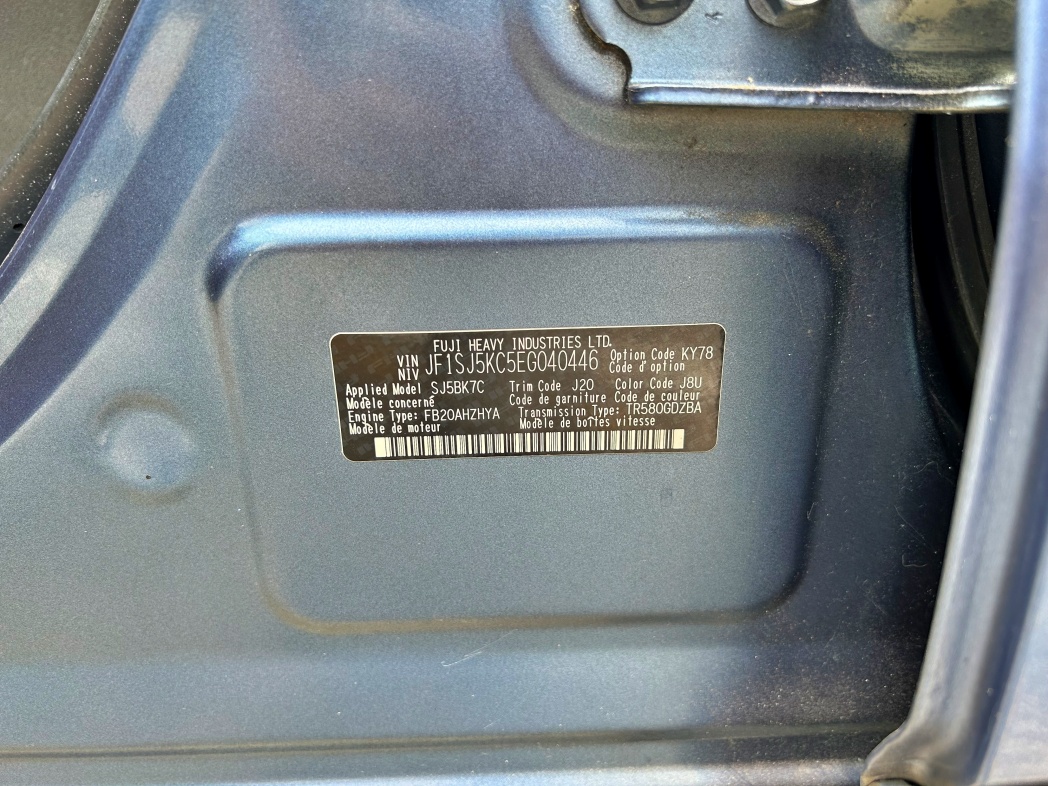 FUJI HEAVY INDUSTRIES LTD.
VIN NIV JF1SJ5KC5EG040446 Option Code KY78
Code d'option
Applied Model SJ5BK7C Trim Code J20 Color Code J8U
Modèle concerné Code de garniture Code de couleur
Engine Type: FB20AHZHYA Transmission Type: TR580GDZBA
Modèle de moteur Modèle de boîtes vitesse